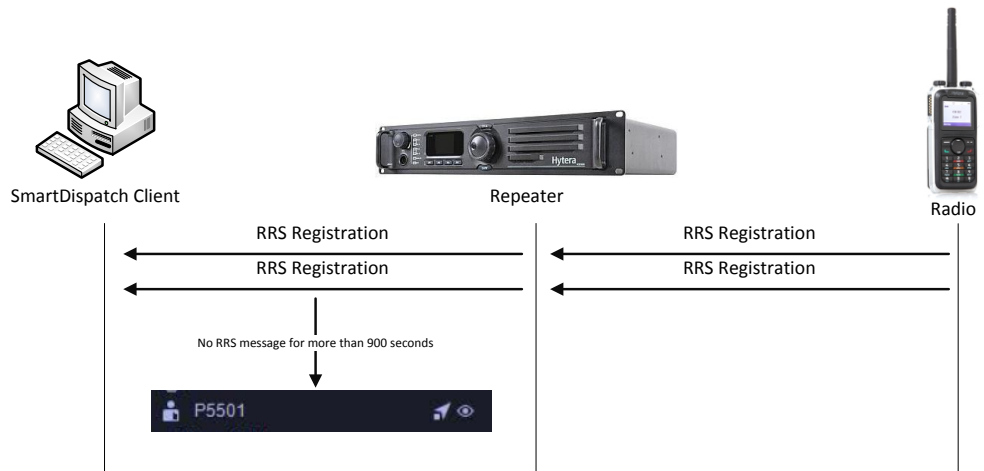 Hytera
SmartDispatch Client
Repeater
Radio
RRS Registration
RRS Registration
RRS Registration
RRS Registration
No RRS message for more than 900 seconds
P5501